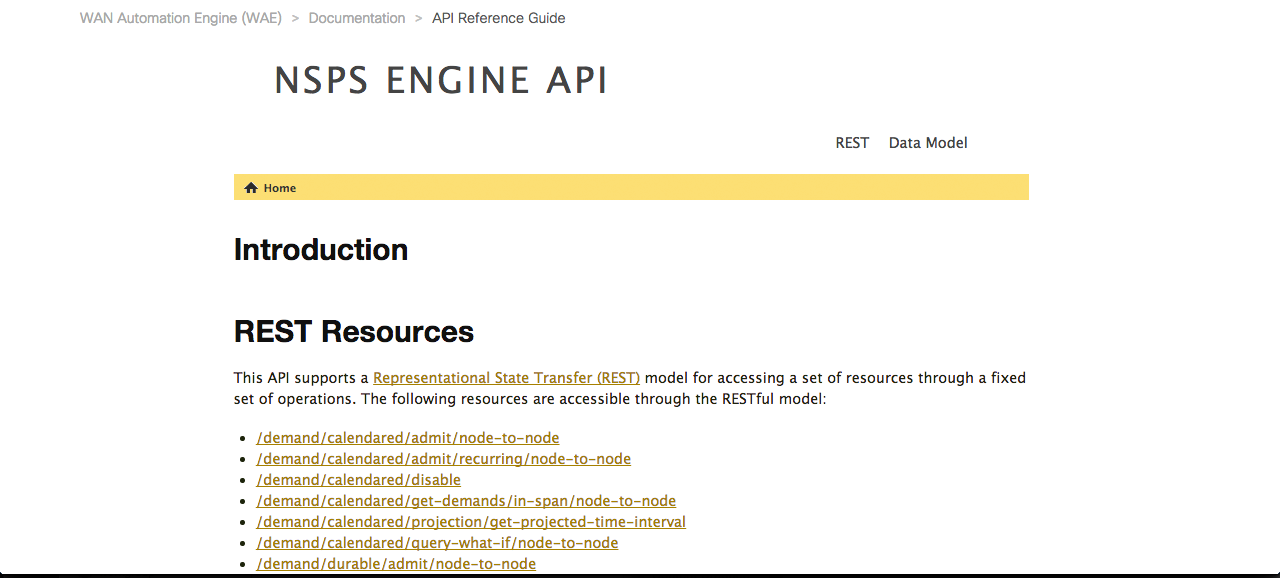 WAN Automation Engine (WAE) > Documentation > API Reference Guide
NSPS ENGINE API
REST Data Model
Home
Introduction
REST Resources
This API supports a Representational State Transfer (REST) model for accessing a set of resources through a fixed
set of operations. The following resources are accessible through the RESTful model:
• /demand/calendared/admit/node-to-node
• /demand/calendared/admit/recurring/node-to-node
• /demand/calendared/disable
• /demand/calendared/get-demands/in-span/node-to-node
• /demand/calendared/projection/get-projected-time-interval
• /demand/calendared/query-what-if/node-to-node
• /demand/durable/admit/node-to-node